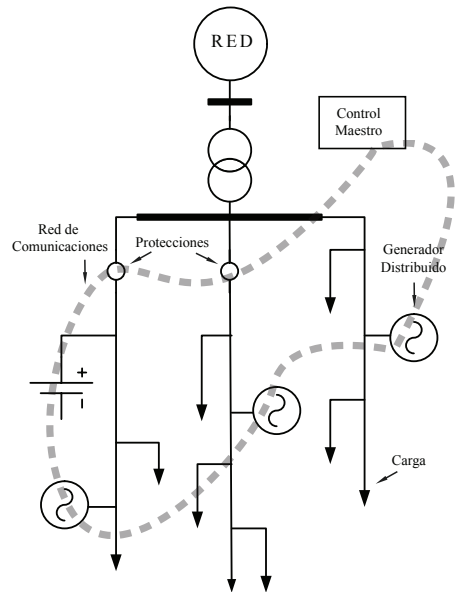 RED
Control
Maestro
Red de
Comunicaciones
Protecciones
Generador
Distribuido
+
-
Carga